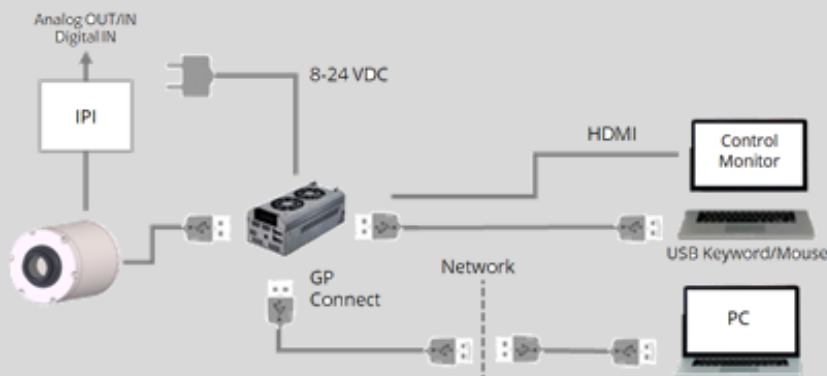 Analog OUT/IN
Digital IN
IPI
8-24 VDC
HDMI
Control
Monitor
USB Keyword/Mouse
GP
Connect
Network
PC